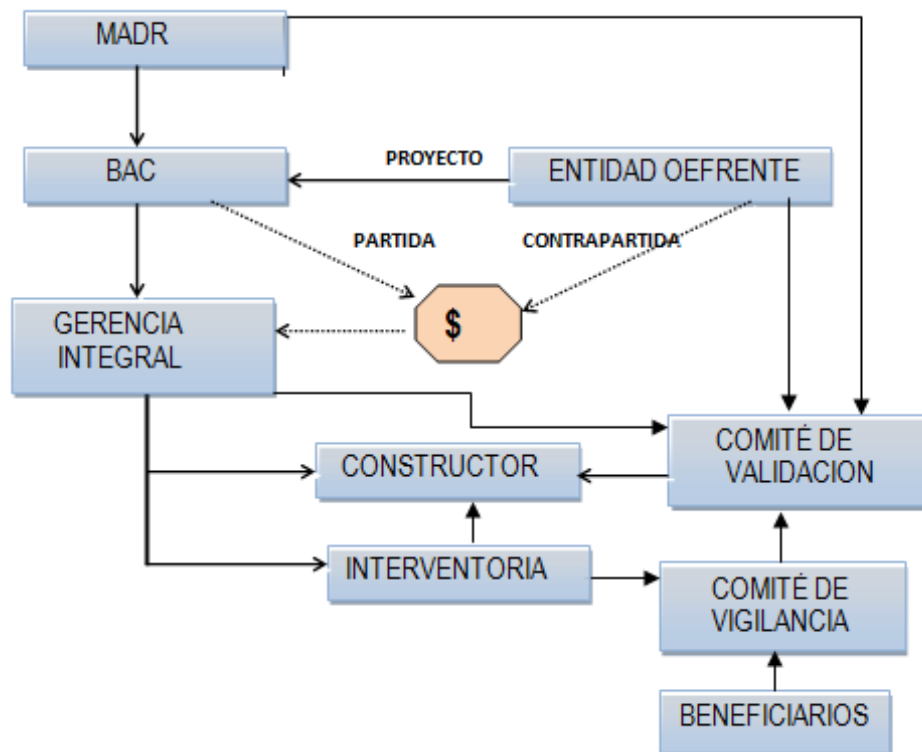 MADR
PROYECTO
BAC
ENTIDAD OEFRENTE
PARTIDA
CONTRAPARTIDA
GERENCIA
INTEGRAL
$
COMITÉ DE
VALIDACION
CONSTRUCTOR
INTERVENTORIA
COMITÉ DE
VIGILANCIA
BENEFICIARIOS